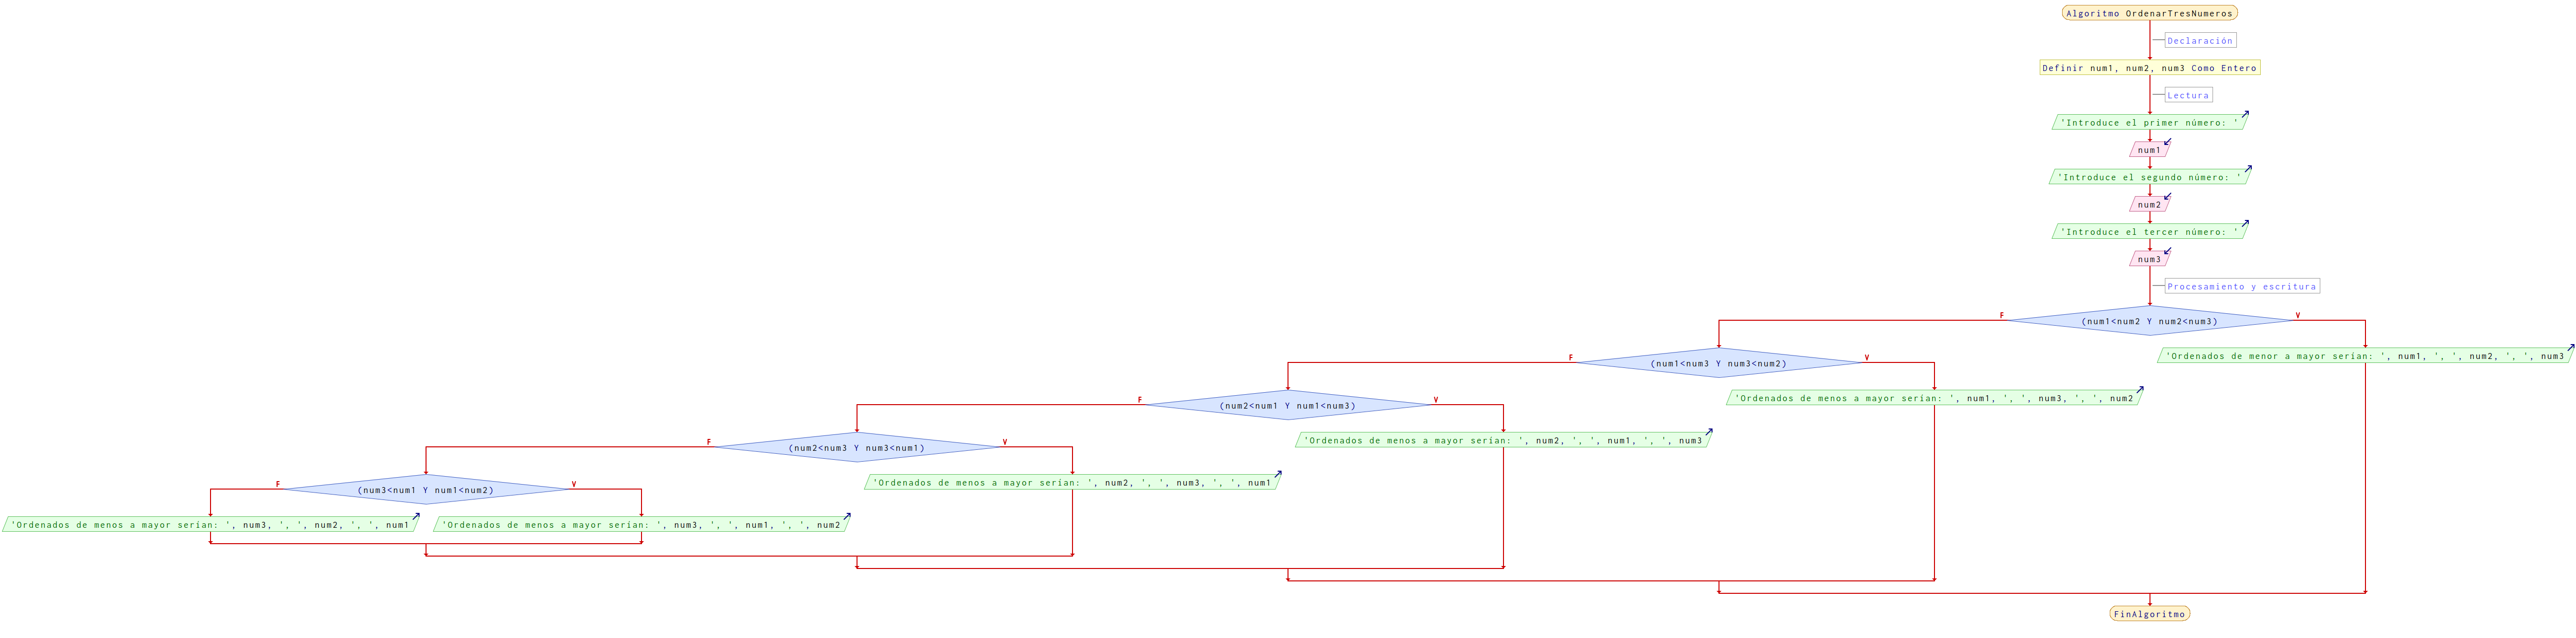 Algoritmo OrdenarTresNumeros
Declaración
Definir num1, num2, num3 Como Entero
Lectura
'Introduce el primer número: '
num1
'Introduce el segundo número: '
num2
'Introduce el tercer número: '
num3
Procesamiento y escritura
F
(num1<num2 Y num2<num3)
V
F
(num1<num3 Y num3<num2)
V
'Ordenados de menor a mayor serían: ', num1, ', ', num2, ', ', num3
F
(num2<num1 Y num1<num3)
V
'Ordenados de menos a mayor serían: ', num1, ', ', num3, ', ', num2
F
(num2<num3 Y num3<num1)
V
'Ordenados de menos a mayor serían: ', num2, ', ', num1, ', ', num3
F
(num3<num1 Y num1<num2)
V
'Ordenados de menos a mayor serían: ', num2, ', ', num3, ', ', num1
'Ordenados de menos a mayor serían: ', num3, ', ', num2, ', ', num1
'Ordenados de menos a mayor serían: ', num3, ', ', num1, ', ', num2
FinAlgoritmo